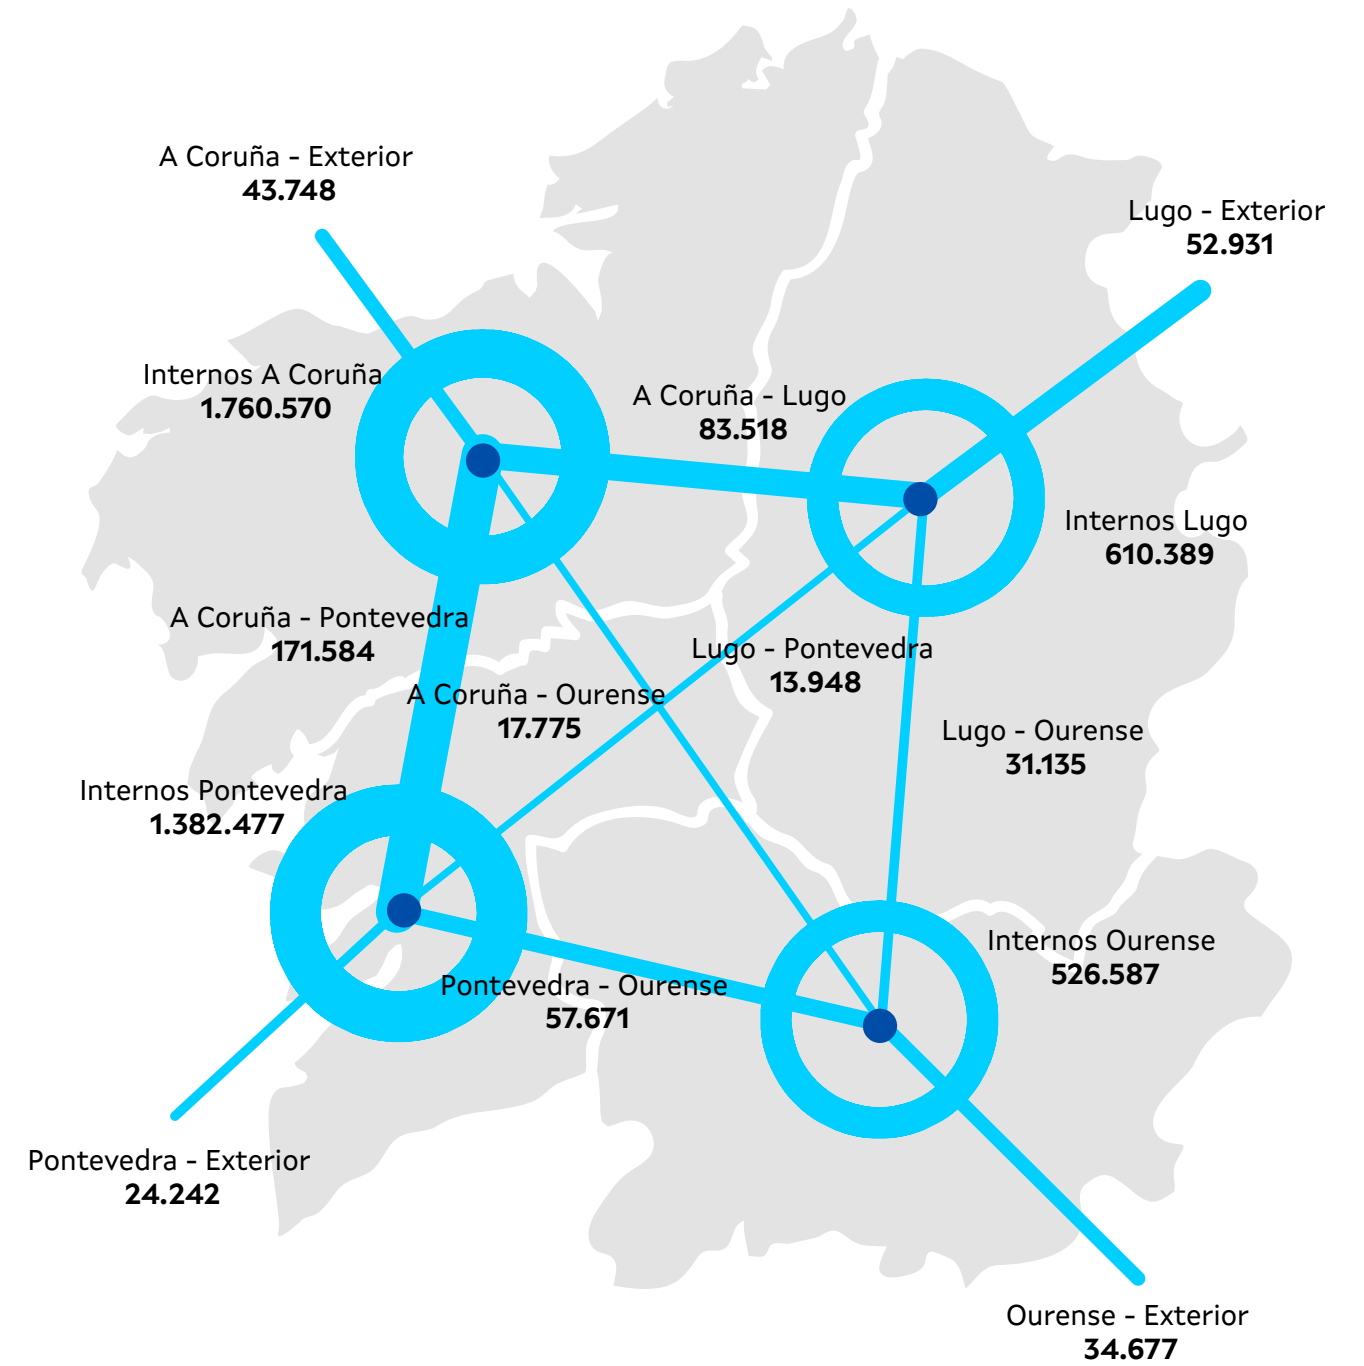 A Coruña - Exterior
43.748
Lugo - Exterior
52.931
Internos A Coruña
1.760.570
A Coruña - Lugo
83.518
Internos Lugo
610.389
A Coruña - Pontevedra
171.584
Lugo - Pontevedra
13.948
A Coruña - Ourense
17.775
Lugo - Ourense
31.135
Internos Pontevedra
1.382.477
Internos Ourense
526.587
Pontevedra - Ourense
57.671
Pontevedra - Exterior
24.242
Ourense - Exterior
34.677